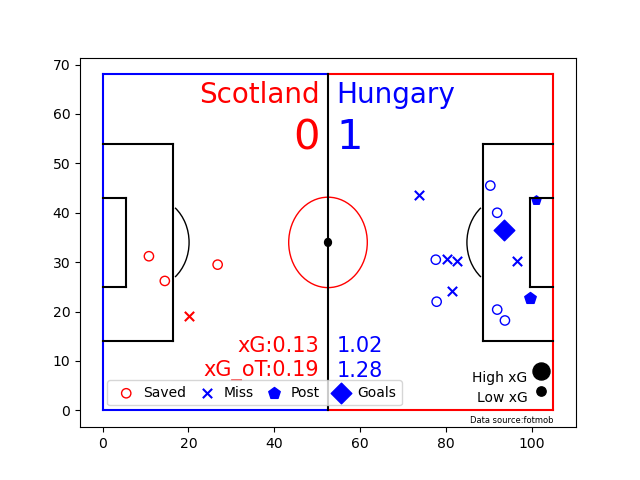 70
60
50
40
30
20
10
0
Scotland Hungary
0 1
xG:0.13 1.02
xG_oT:0.19 1.28
High xG
Low xG
Saved Miss Post Goals
Data source:fotmob
0 20 40 60 80 100